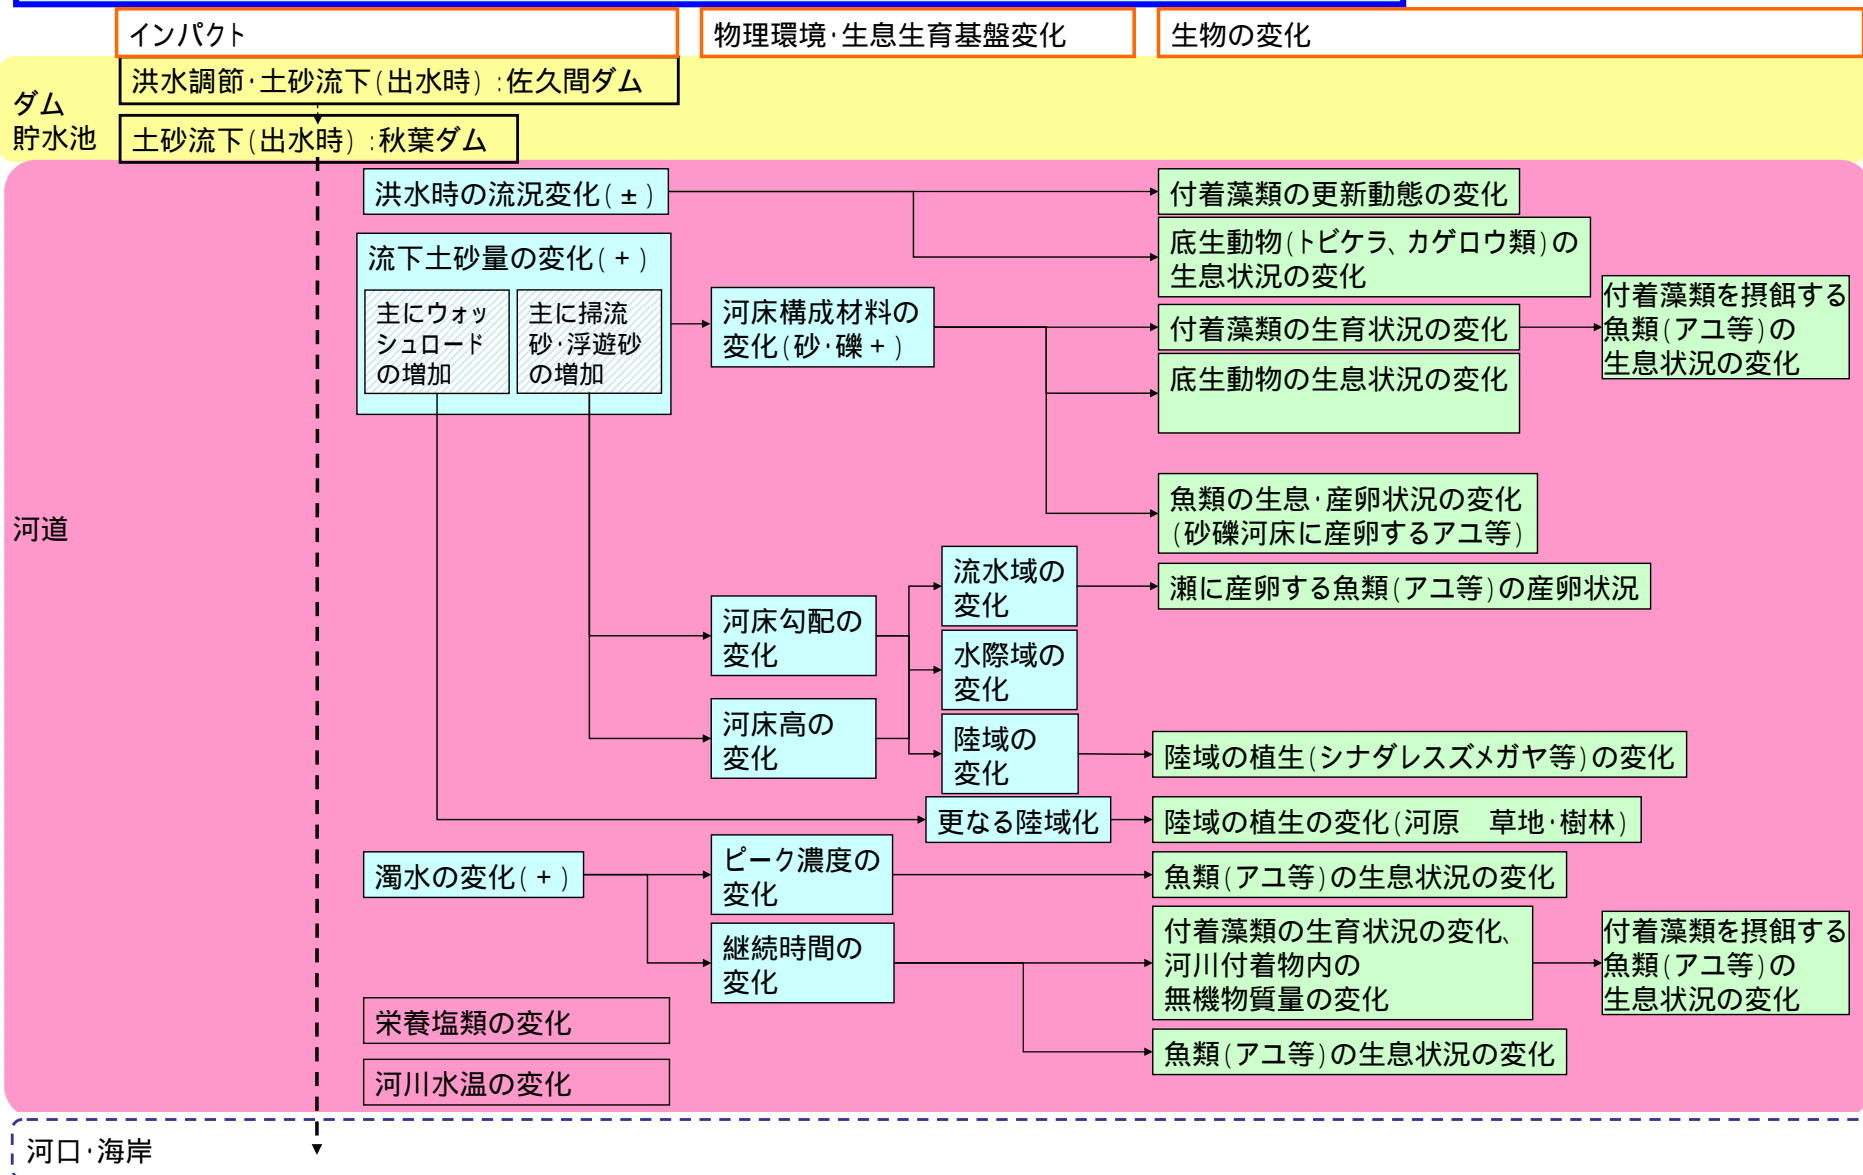 インパクト
物理環境・生息生育基盤変化
生物の変化
洪水調節・土砂流下(出水時):佐久間ダム
ダム
貯水池
土砂流下(出水時):秋葉ダム
河道
洪水時の流況変化(±)
付着藻類の更新動態の変化
底生動物(トビケラ、カゲロウ類)の
生息状況の変化
流下土砂量の変化(+)
主にウォッ
シュロード
の増加
主に掃流
砂・浮遊砂
の増加
河床構成材料の
変化(砂・礫+)
付着藻類の生育状況の変化
付着藻類を摂餌する
魚類(アユ等)の
生息状況の変化
底生動物の生息状況の変化
魚類の生息・産卵状況の変化
(砂礫河床に産卵するアユ等)
河床勾配の
変化
流水域の
変化
瀬に産卵する魚類(アユ等)の産卵状況
水際域の
変化
河床高の
変化
陸域の
変化
陸域の植生(シナダレスズメガヤ等)の変化
更なる陸域化
陸域の植生の変化(河原　草地・樹林)
濁水の変化(+)
ピーク濃度の
変化
魚類(アユ等)の生息状況の変化
継続時間の
変化
付着藻類の生育状況の変化、
河川付着物内の
無機物質量の変化
付着藻類を摂餌する
魚類(アユ等)の
生息状況の変化
魚類(アユ等)の生息状況の変化
栄養塩類の変化
河川水温の変化
河口・海岸